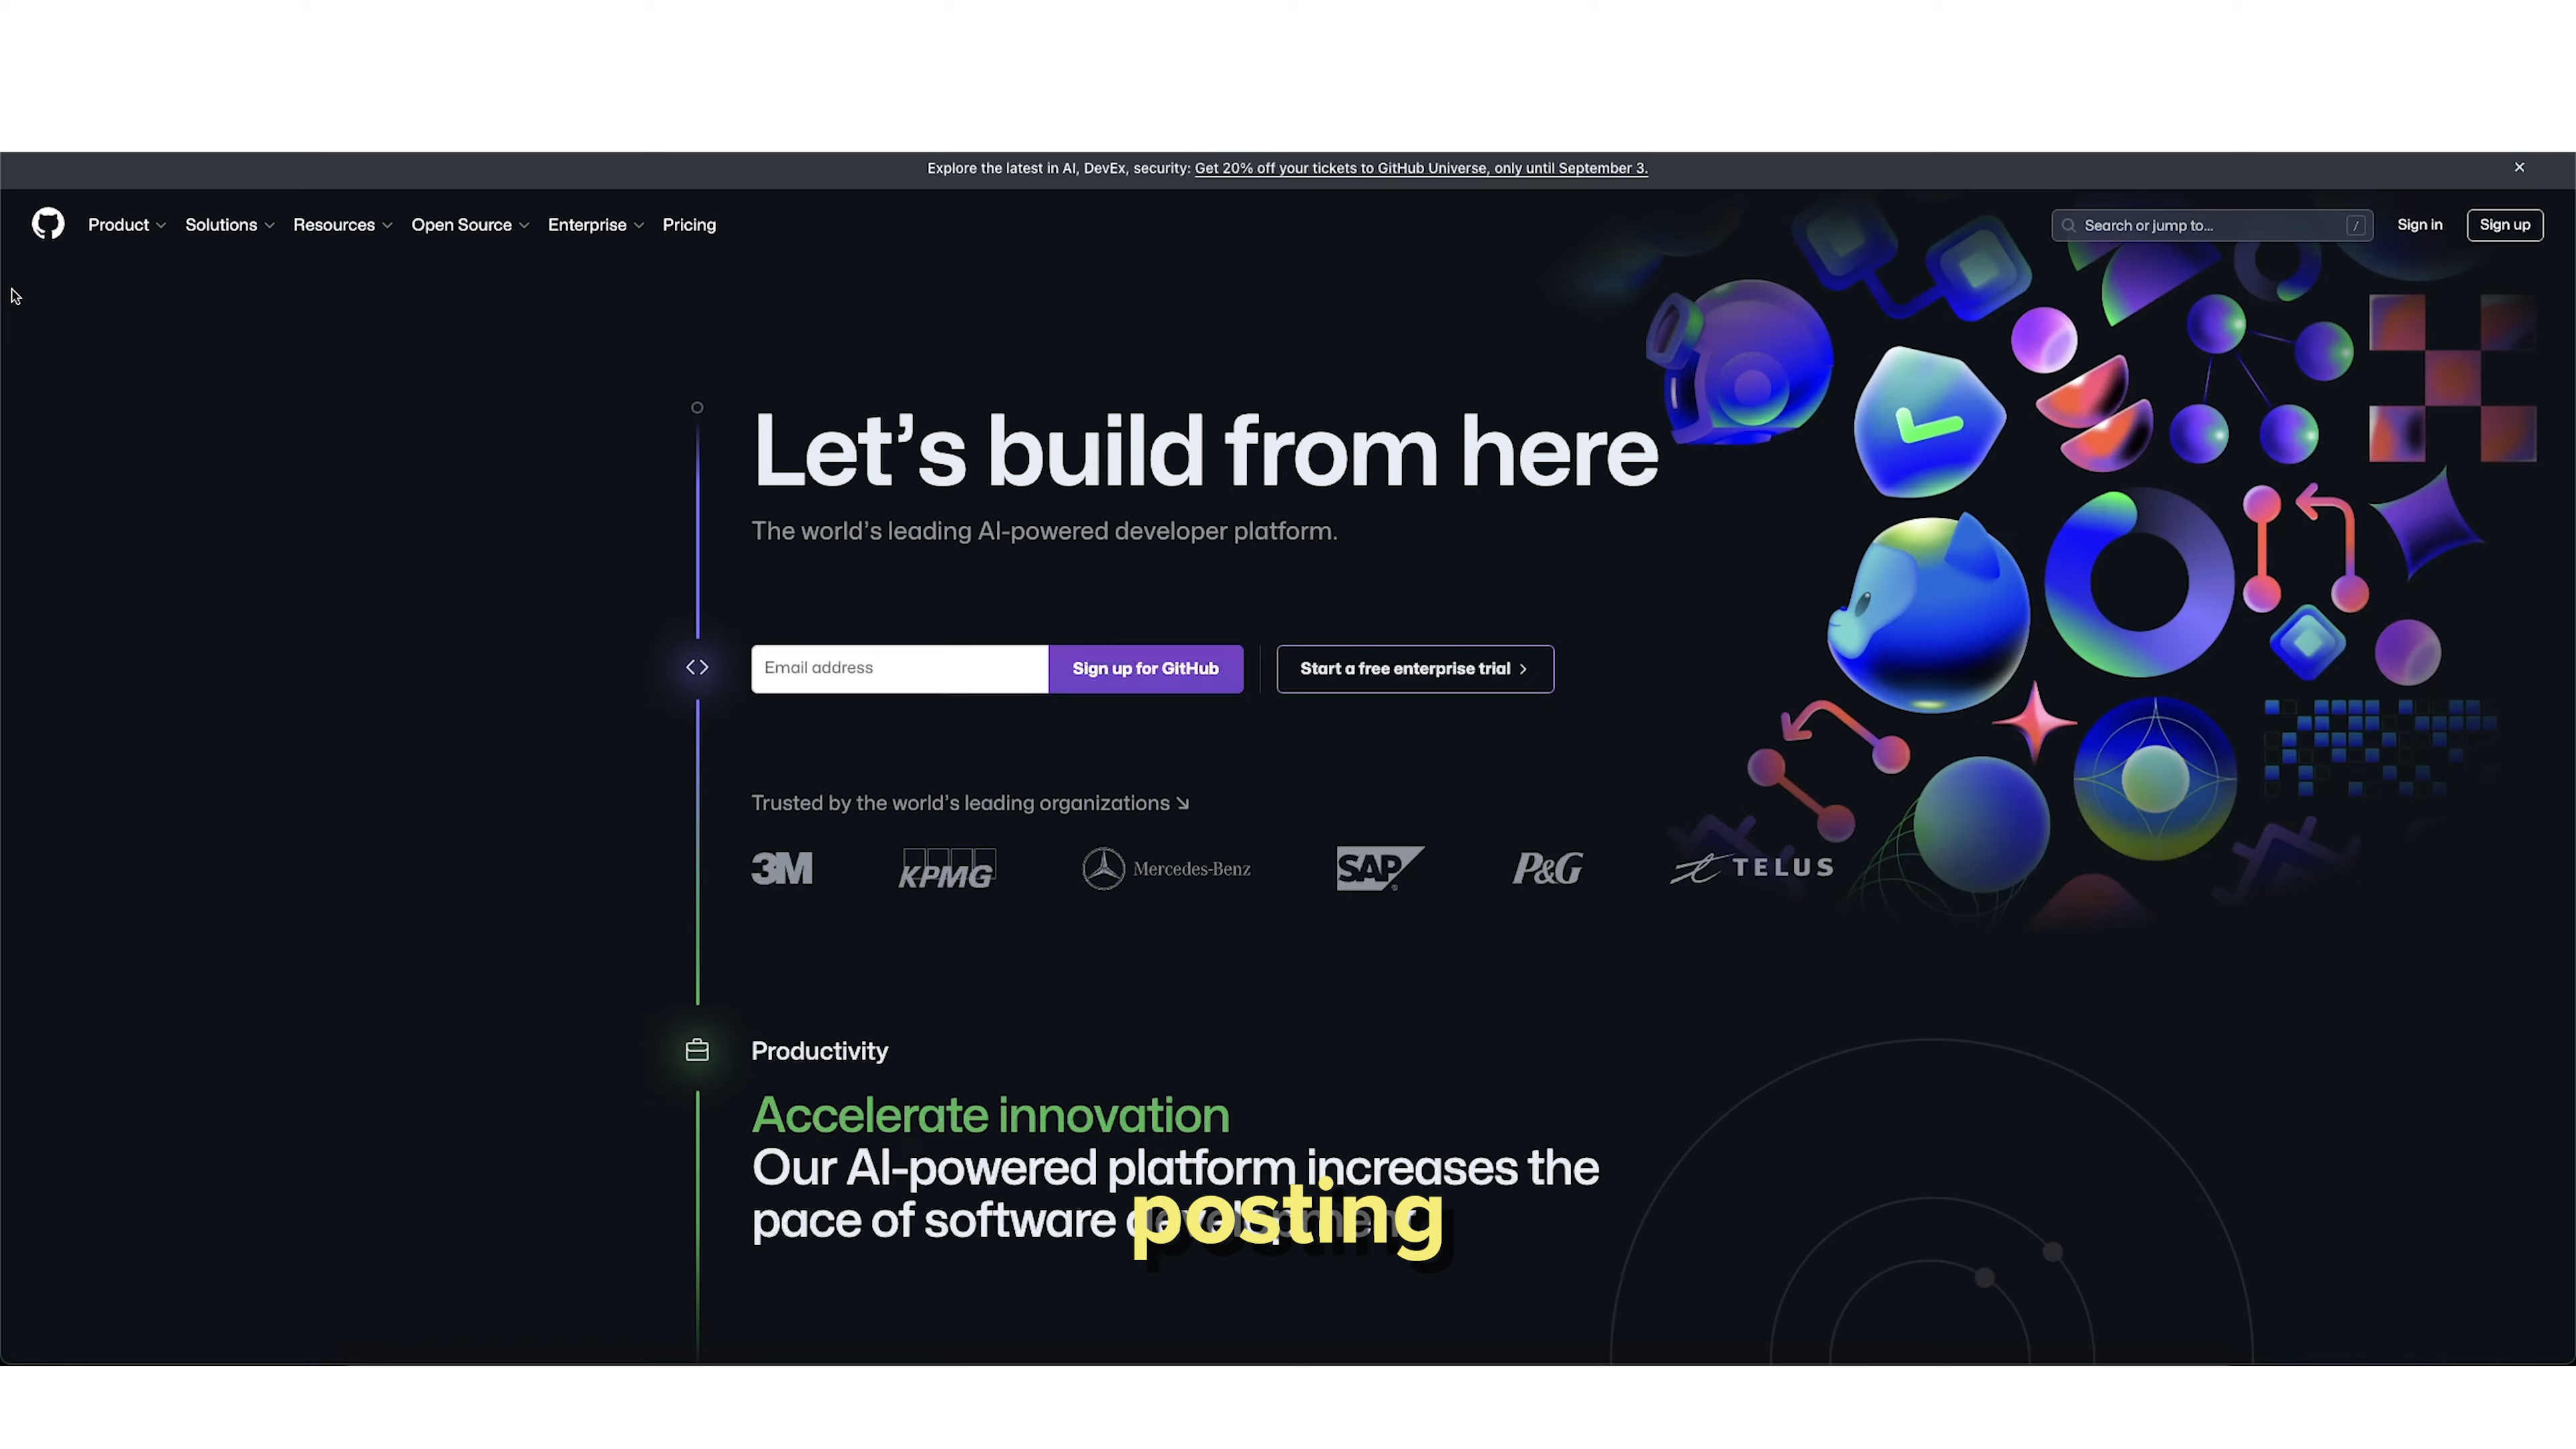 Explore the latest in AI, DevEx, security: Get 20% off your tickets to GitHub Universe, only until September 3.
Product Solutions Resources Open Source Enterprise Pricing
Search or jump to... /
Sign in
Sign up
Let’s build from here
The world’s leading AI-powered developer platform.
Email address
Sign up for GitHub
Start a free enterprise trial
Trusted by the world’s leading organizations
3M
KPMG
Mercedes-Benz
SAP
P&G
TELUS
Productivity
Accelerate innovation
Our AI-powered platform increases the
pace of software
posting